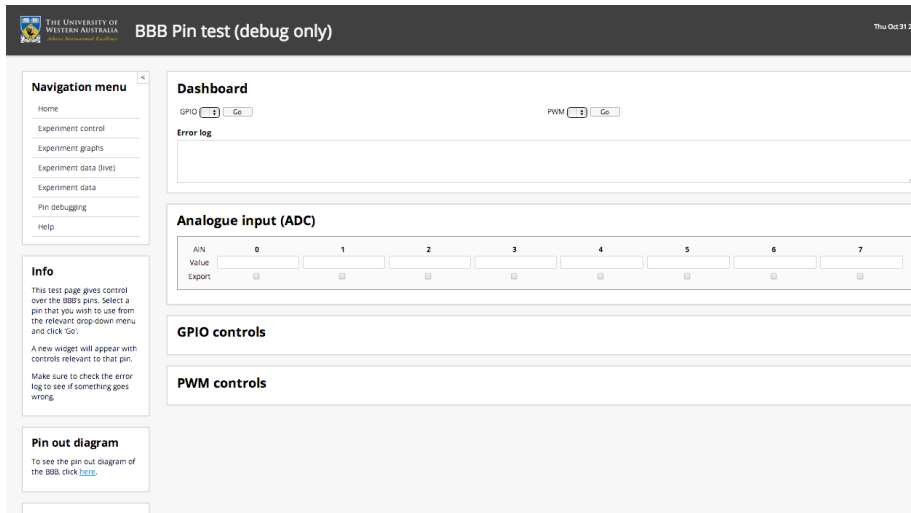 THE UNIVERSITY OF
WESTERN AUSTRALIA
Achieve International Excellence
BBB Pin test (debug only)
Thu Oct 31 2
<
Navigation menu
Home
Experiment control
Experiment graphs
Experiment data (live)
Experiment data
Pin debugging
Help
Info
This test page gives control
over the BBB's pins. Select a
pin that you wish to use from
the relevant drop-down menu
and click 'Go'.
A new widget will appear with
controls relevant to that pin.
Make sure to check the error
log to see if something goes
wrong.
Pin out diagram
To see the pin out diagram of
the BBB, click here.
Dashboard
GPIO Go PWM Go
Error log
Analogue input (ADC)
AIN 0 1 2 3 4 5 6 7
Value
Export
GPIO controls
PWM controls